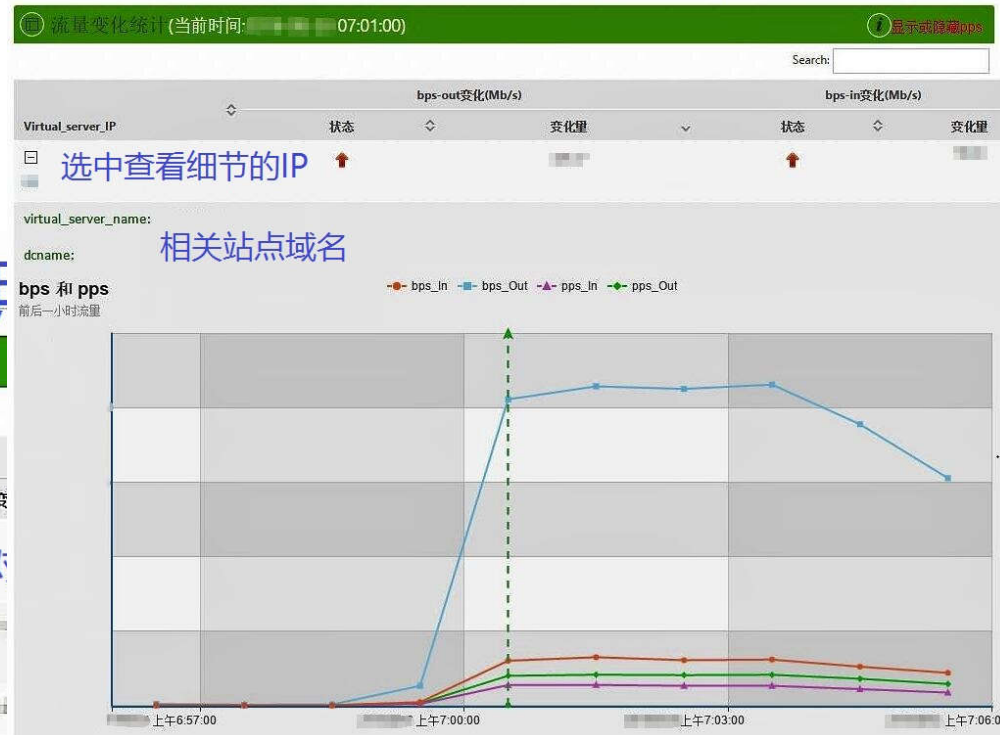 流量变化统计(当前时间: 07:01:00)
显示或隐藏pps
Search:
bps-out变化(Mb/s) bps-in变化(Mb/s)
Virtual_server_IP 状态 变化量 状态 变化量
选中查看细节的IP
virtual_server_name:
相关站点域名
dcname:
bps 和 pps
前后一小时流量
bps_In bps_Out pps_In pps_Out
上午6:57:00 上午7:00:00 上午7:03:00 上午7:06:0